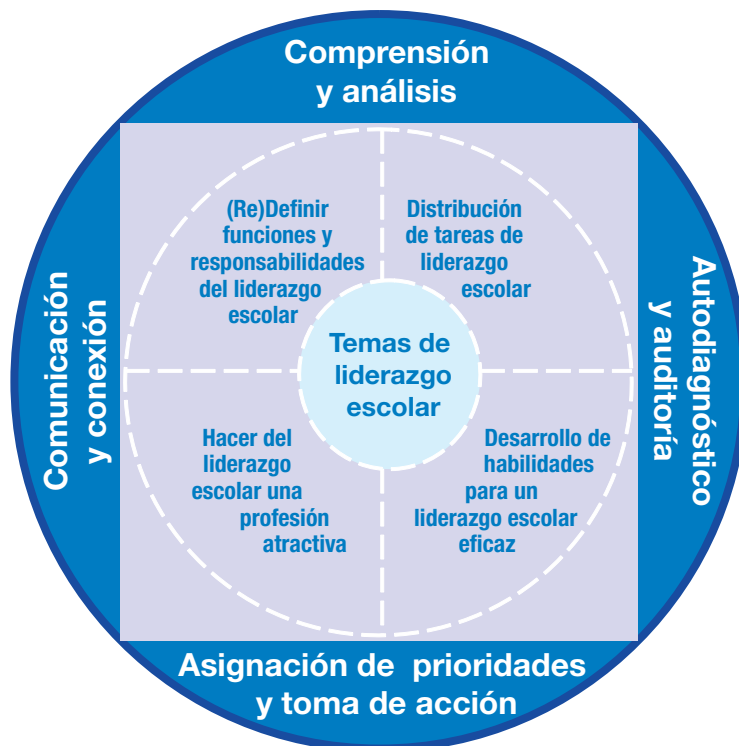 Comprensión
y análisis
(Re)Definir
funciones y
responsabilidades
del liderazgo
escolar
Distribución
de tareas de
liderazgo
escolar
Comunicación
y conexión
Temas de
liderazgo
escolar
Autodiagnóstico
y auditoría
Hacer del
liderazgo
escolar una
profesión
atractiva
Desarrollo de
habilidades
para un
liderazgo escolar
eficaz
Asignación de prioridades
y toma de acción